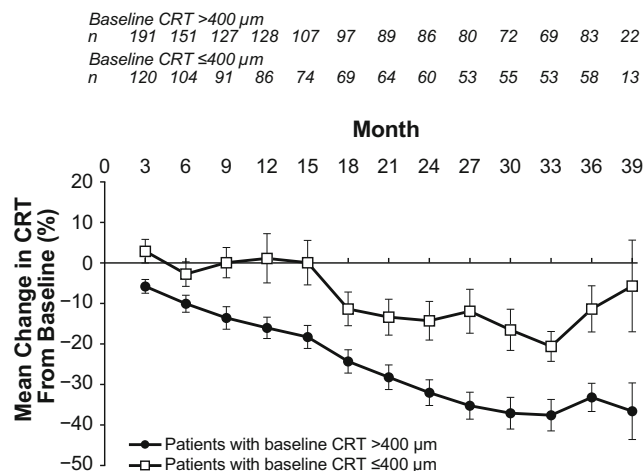 Baseline CRT >400 μm
n 191 151 127 128 107 97 89 86 80 72 69 83 22
Baseline CRT ≤400 μm
n 120 104 91 86 74 69 64 60 53 55 53 58 13
Month
0 3 6 9 12 15 18 21 24 27 30 33 36 39
Mean Change in CRT
From Baseline (%)
20
10
0
−10
−20
−30
−40
−50
Patients with baseline CRT >400 μm
Patients with baseline CRT ≤400 μm